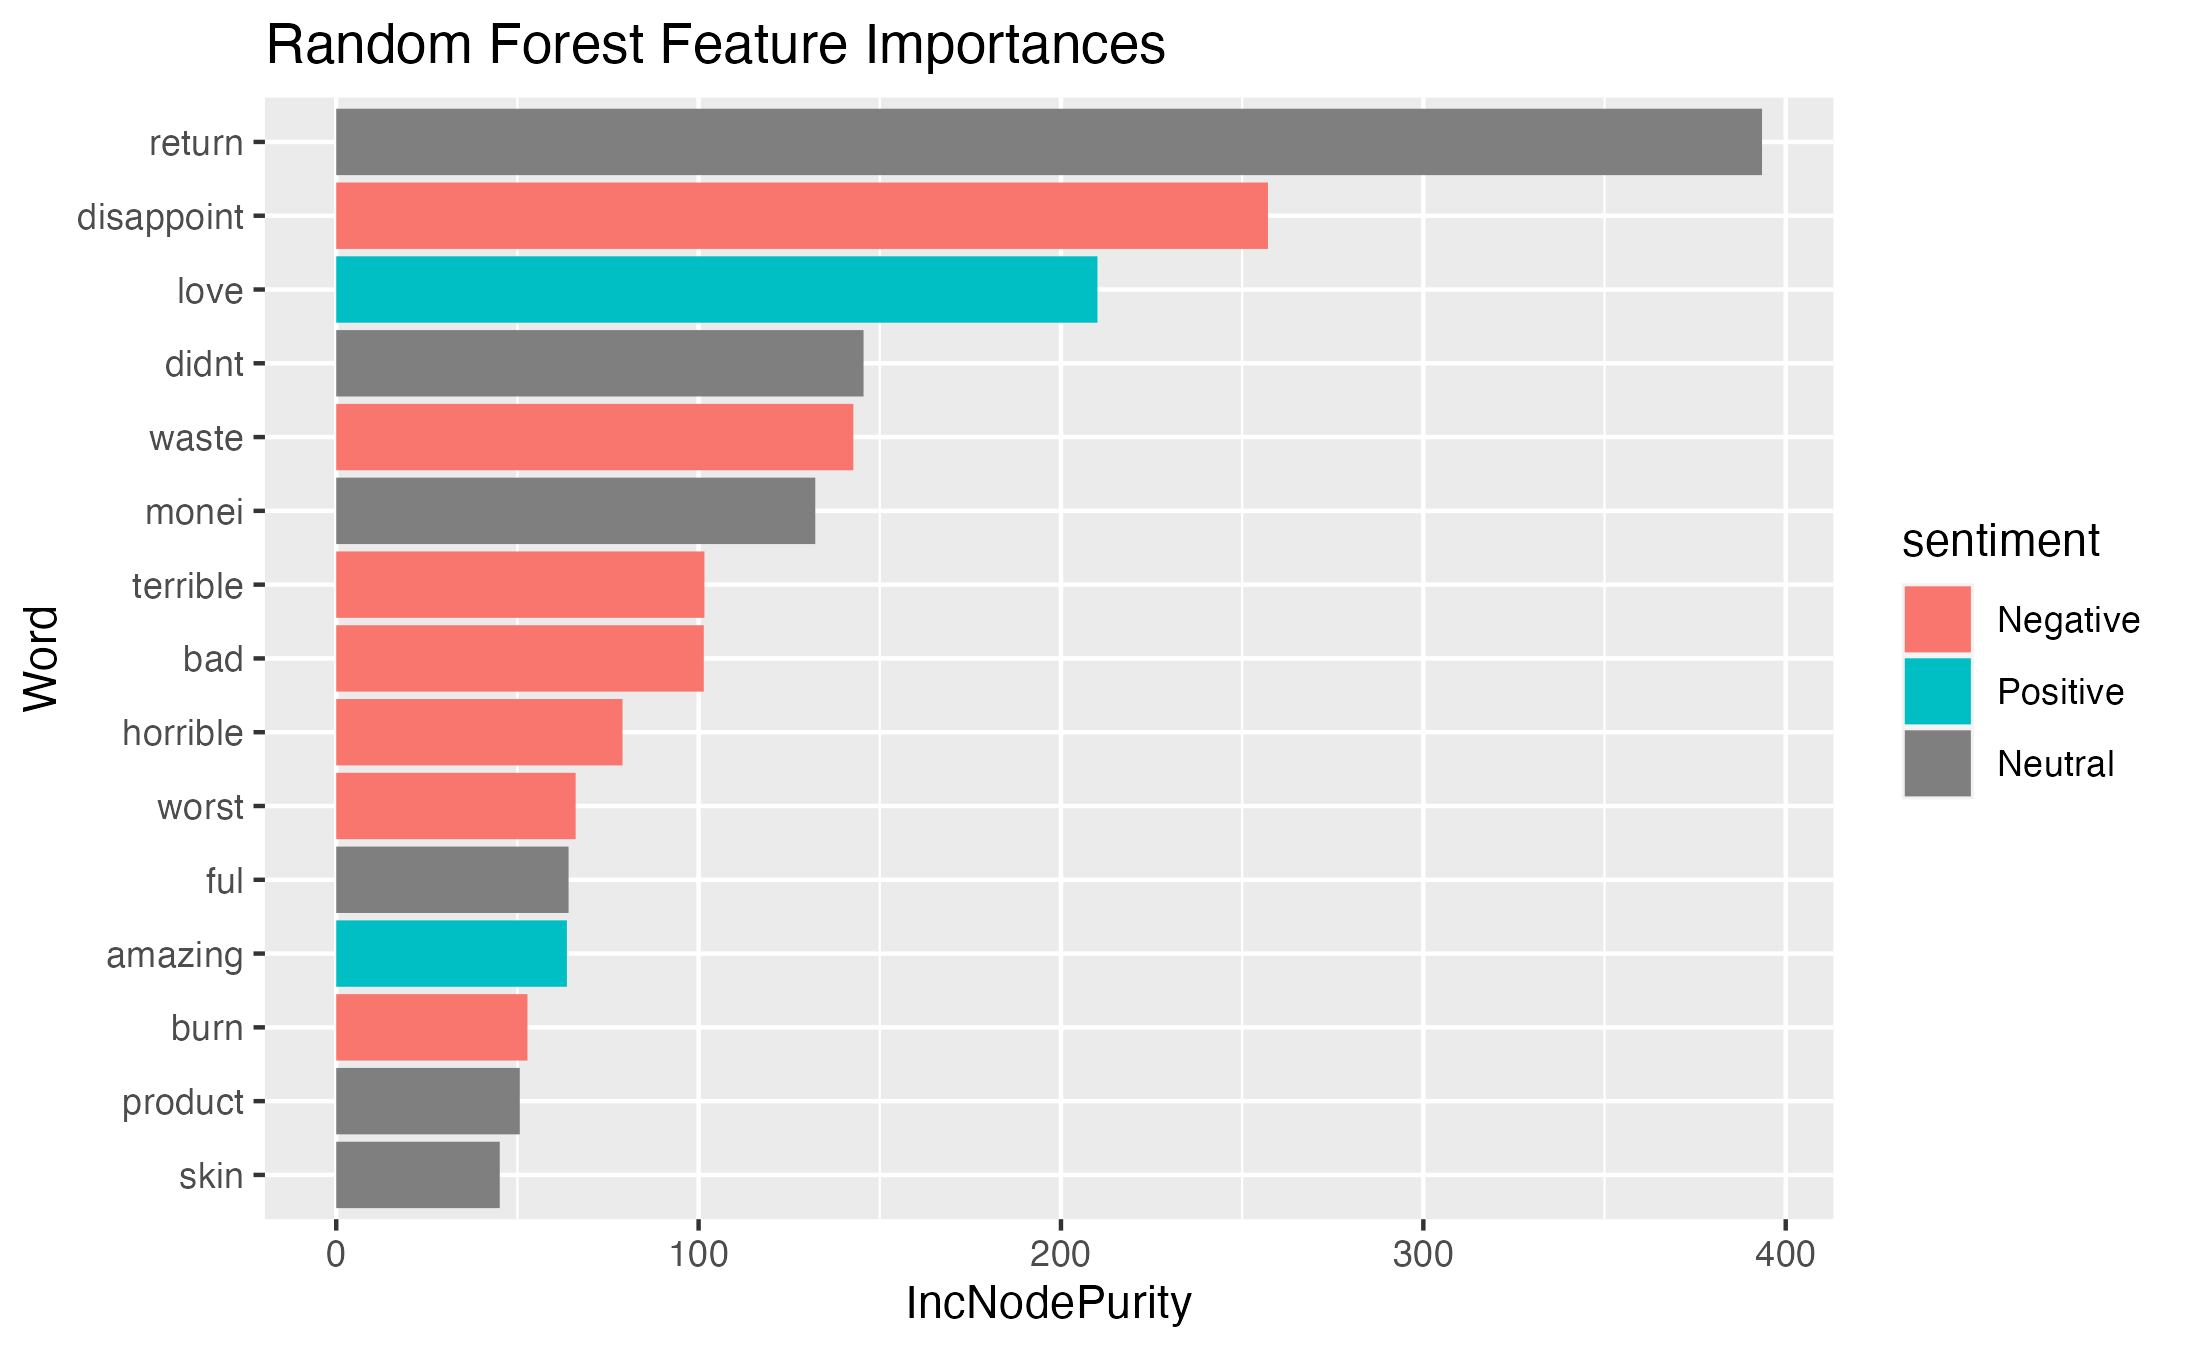 Random Forest Feature Importances
return
disappoint
love
didnt
waste
monei
terrible
bad
horrible
worst
ful
amazing
burn
product
skin
Word
0 100 200 300 400
IncNodePurity
sentiment
Negative
Positive
Neutral